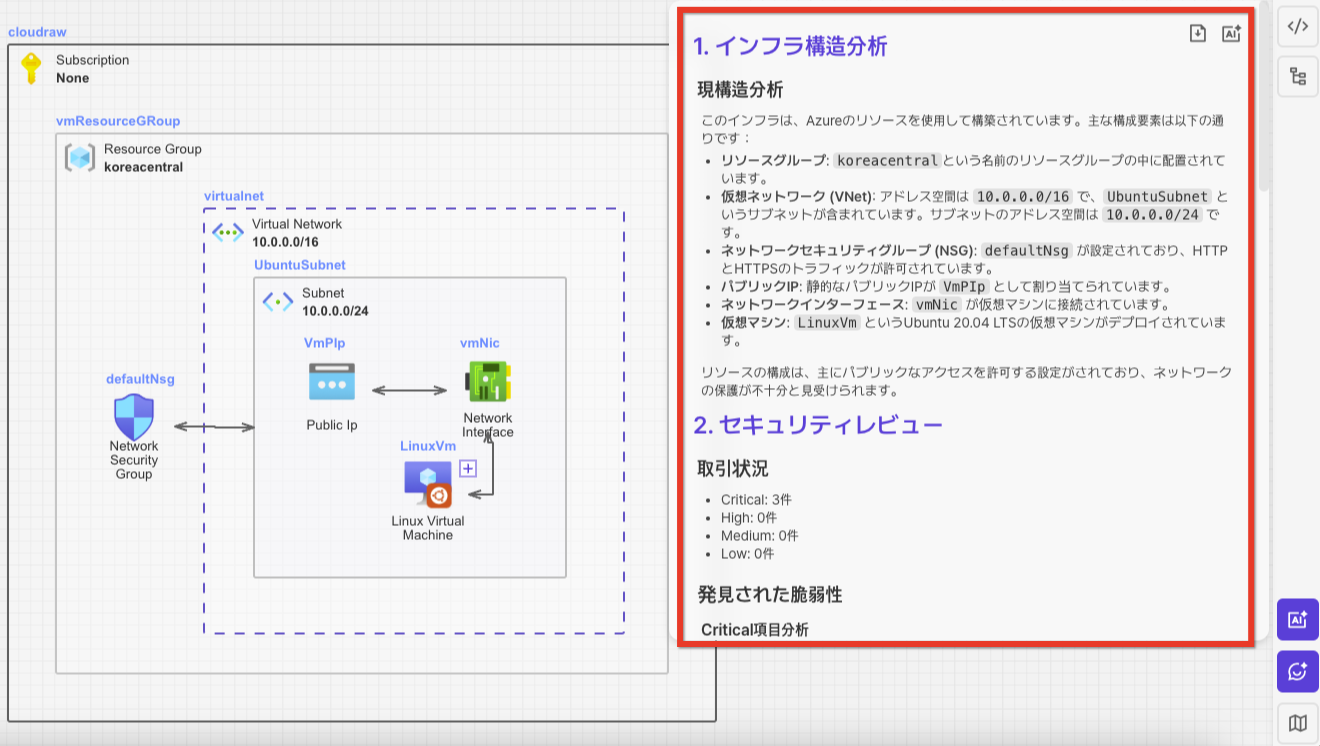 cloudraw
Subscription
None
vmResourceGRoup
Resource Group
koreacentral
virtualnet
Virtual Network
10.0.0.0/16
UbuntuSubnet
Subnet
10.0.0.0/24
VmPIp
vmNic
Public Ip
Network
Interface
defaultNsg
Network
Security
Group
LinuxVm
Linux Virtual
Machine
1. インフラ構造分析
AI
現構造分析
このインフラは、Azureのリソースを使用して構築されています。主な構成要素は以下の通
りです：
• リソースグループ: koreacentral という名前のリソースグループの中に配置されて
います。
• 仮想ネットワーク (VNet): アドレス空間は 10.0.0.0/16 で、 UbuntuSubnet と
いうサブネットが含まれています。サブネットのアドレス空間は 10.0.0.0/24 で
す。
• ネットワークセキュリティグループ (NSG): defaultNsg が設定されており、HTTP
とHTTPSのトラフィックが許可されています。
• パブリックIP: 静的なパブリックIPが VmPIp として割り当てられています。
• ネットワークインターフェース: vmNic が仮想マシンに接続されています。
• 仮想マシン: LinuxVm というUbuntu 20.04 LTSの仮想マシンがデプロイされていま
す。
リソースの構成は、主にパブリックなアクセスを許可する設定がされており、ネットワーク
の保護が不十分と見受けられます。
2. セキュリティレビュー
取引状況
• Critical: 3件
• High: 0件
• Medium: 0件
• Low: 0件
発見された脆弱性
Critical項目分析
AI